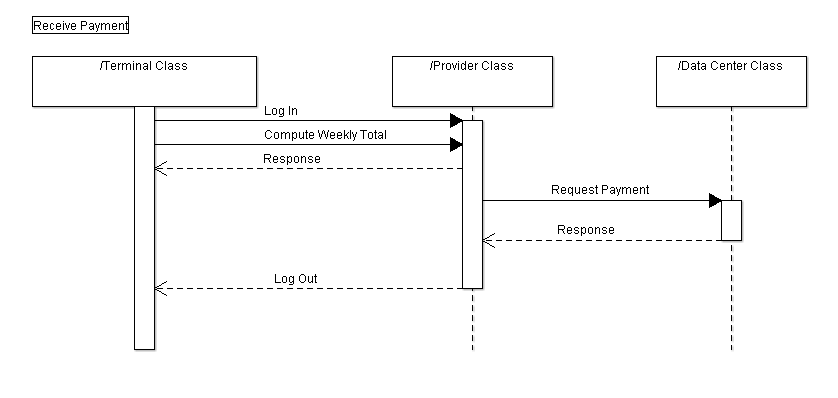 Receive Payment
/Terminal Class
/Provider Class
/Data Center Class
Log In
Compute Weekly Total
Response
Request Payment
Response
Log Out